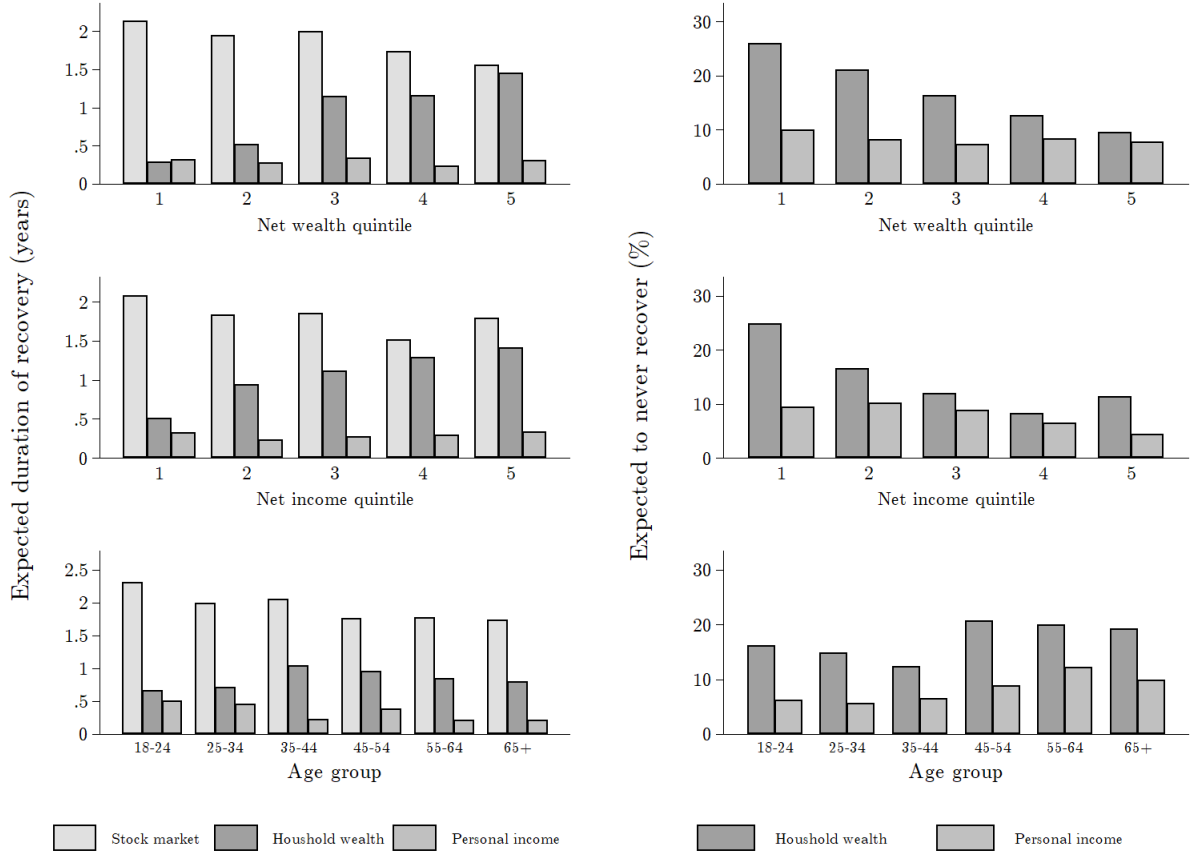 Expected duration of recovery (years)
2
1.5
1
.5
0
1 2 3 4 5
Net wealth quintile
2
1.5
1
.5
0
1 2 3 4 5
Net income quintile
2.5
2
1.5
1
.5
0
18-24 25-34 35-44 45-54 55-64 65+
Age group
Stock market Houshold wealth Personal income
Expected to never recover (%)
30
20
10
0
1 2 3 4 5
Net wealth quintile
30
20
10
0
1 2 3 4 5
Net income quintile
30
20
10
0
18-24 25-34 35-44 45-54 55-64 65+
Age group
Houshold wealth Personal income